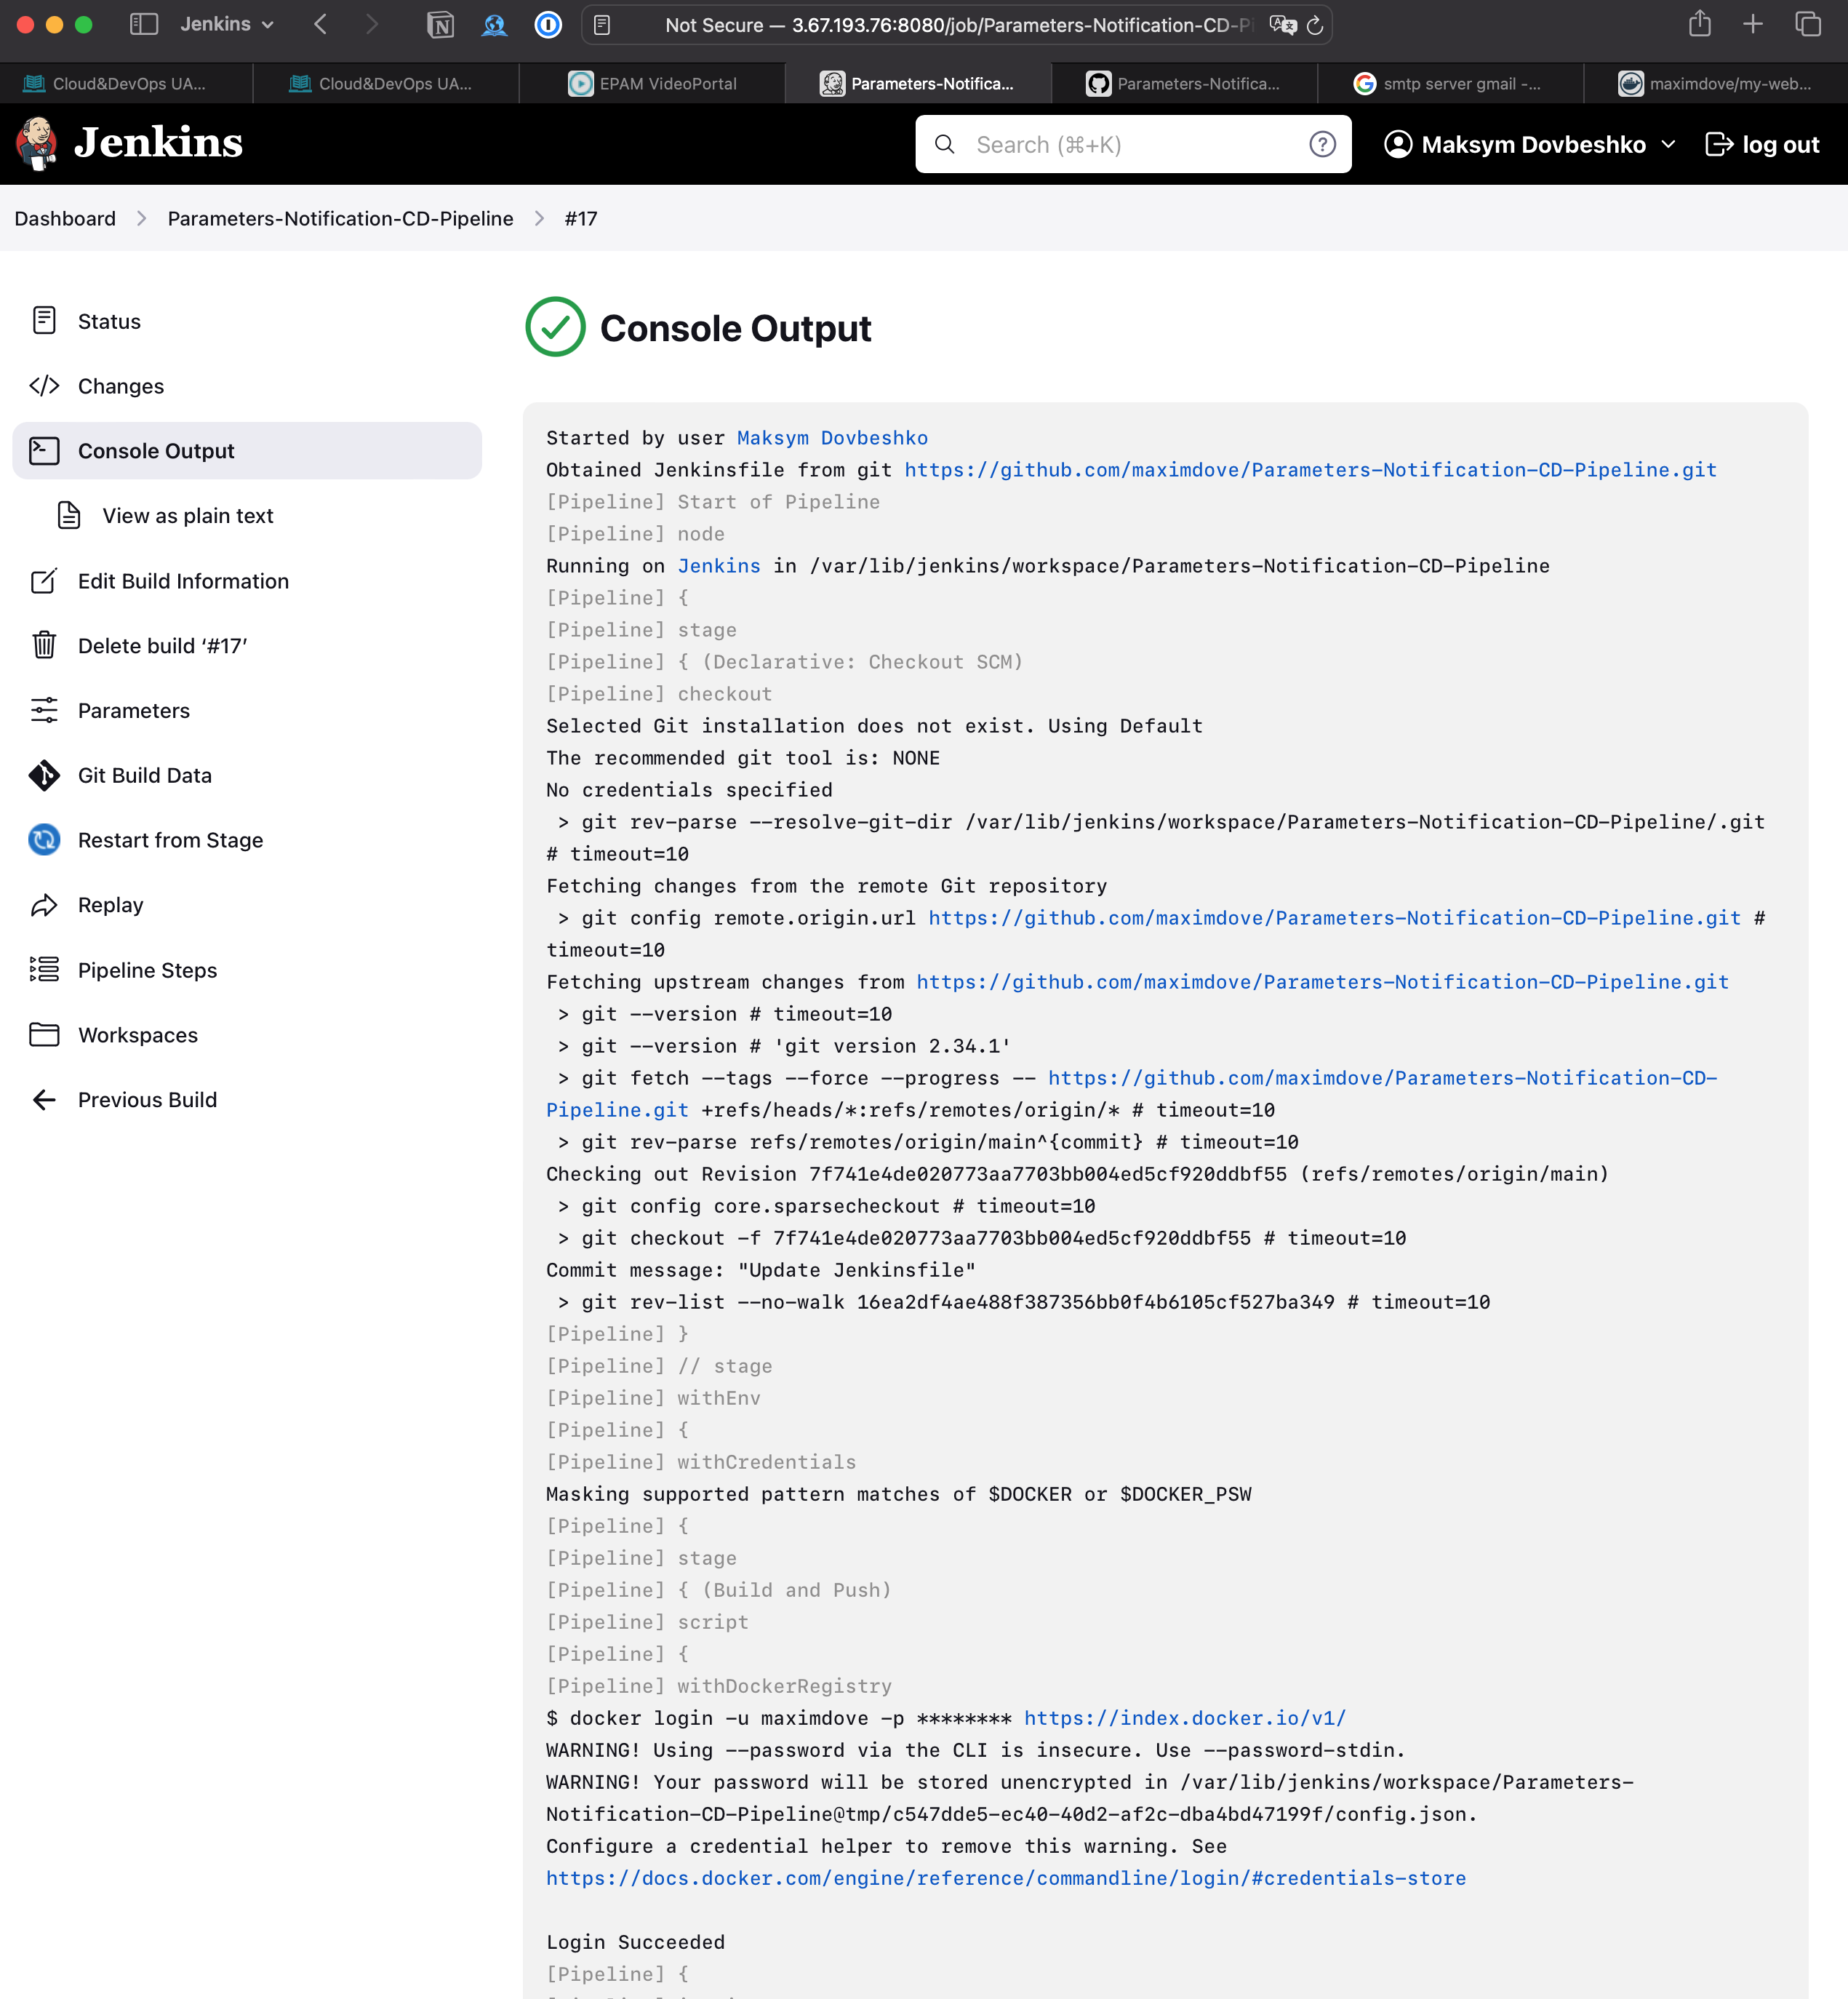 Jenkins
Not Secure — 3.67.193.76:8080/job/Parameters-Notification-CD-Pi
Cloud&DevOps UA...
Cloud&DevOps UA...
EPAM VideoPortal
Parameters-Notifica...
Parameters-Notifica...
smtp server gmail -...
maximdove/my-web...
Jenkins
Search (⌘+K)
Maksym Dovbeshko
log out
Dashboard
Parameters-Notification-CD-Pipeline
#17
Status
Changes
Console Output
View as plain text
Edit Build Information
Delete build ‘#17’
Parameters
Git Build Data
Restart from Stage
Replay
Pipeline Steps
Workspaces
Previous Build
Console Output
Started by user Maksym Dovbeshko
Obtained Jenkinsfile from git https://github.com/maximdove/Parameters-Notification-CD-Pipeline.git
[Pipeline] Start of Pipeline
[Pipeline] node
Running on Jenkins in /var/lib/jenkins/workspace/Parameters-Notification-CD-Pipeline
[Pipeline] {
[Pipeline] stage
[Pipeline] { (Declarative: Checkout SCM)
[Pipeline] checkout
Selected Git installation does not exist. Using Default
The recommended git tool is: NONE
No credentials specified
 > git rev-parse --resolve-git-dir /var/lib/jenkins/workspace/Parameters-Notification-CD-Pipeline/.git
# timeout=10
Fetching changes from the remote Git repository
 > git config remote.origin.url https://github.com/maximdove/Parameters-Notification-CD-Pipeline.git #
timeout=10
Fetching upstream changes from https://github.com/maximdove/Parameters-Notification-CD-Pipeline.git
 > git --version # timeout=10
 > git --version # 'git version 2.34.1'
 > git fetch --tags --force --progress -- https://github.com/maximdove/Parameters-Notification-CD-
Pipeline.git +refs/heads/*:refs/remotes/origin/* # timeout=10
 > git rev-parse refs/remotes/origin/main^{commit} # timeout=10
Checking out Revision 7f741e4de020773aa7703bb004ed5cf920ddbf55 (refs/remotes/origin/main)
 > git config core.sparsecheckout # timeout=10
 > git checkout -f 7f741e4de020773aa7703bb004ed5cf920ddbf55 # timeout=10
Commit message: "Update Jenkinsfile"
 > git rev-list --no-walk 16ea2df4ae488f387356bb0f4b6105cf527ba349 # timeout=10
[Pipeline] }
[Pipeline] // stage
[Pipeline] withEnv
[Pipeline] {
[Pipeline] withCredentials
Masking supported pattern matches of $DOCKER or $DOCKER_PSW
[Pipeline] {
[Pipeline] stage
[Pipeline] { (Build and Push)
[Pipeline] script
[Pipeline] {
[Pipeline] withDockerRegistry
$ docker login -u maximdove -p ******** https://index.docker.io/v1/
WARNING! Using --password via the CLI is insecure. Use --password-stdin.
WARNING! Your password will be stored unencrypted in /var/lib/jenkins/workspace/Parameters-
Notification-CD-Pipeline@tmp/c547dde5-ec40-40d2-af2c-dba4bd47199f/config.json.
Configure a credential helper to remove this warning. See
https://docs.docker.com/engine/reference/commandline/login/#credentials-store
Login Succeeded
[Pipeline] {